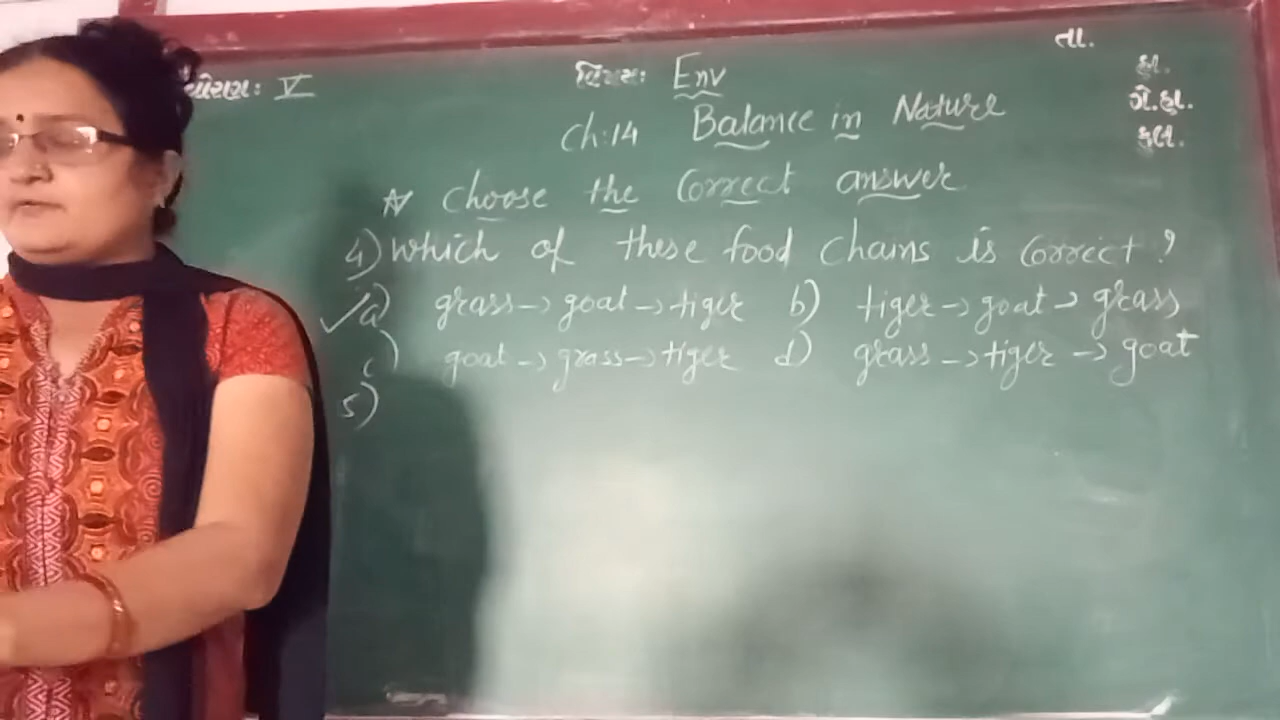 ધોરણ: V
વિષય: Env
તા.
હા.
ગે.હા.
કુલ.
Ch:14 Balance in Nature
☆ Choose the Correct answer
4) Which of these food chains is Correct ?
✓a) grass → goat → tiger b) tiger → goat → grass
c) goat → grass → tiger d) grass → tiger → goat
5)